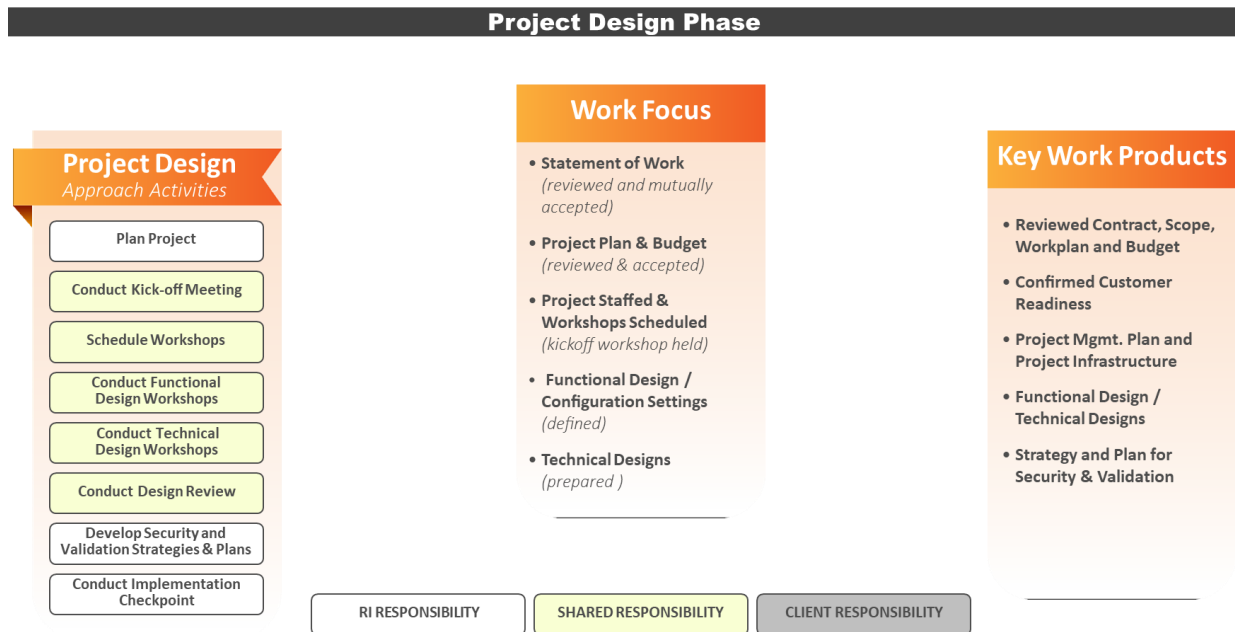 Project Design Phase
Project Design
Approach Activities
Plan Project
Conduct Kick-off Meeting
Schedule Workshops
Conduct Functional
Design Workshops
Conduct Technical
Design Workshops
Conduct Design Review
Develop Security and
Validation Strategies & Plans
Conduct Implementation
Checkpoint
Work Focus
• Statement of Work
(reviewed and mutually
accepted)
• Project Plan & Budget
(reviewed & accepted)
• Project Staffed &
Workshops Scheduled
(kickoff workshop held)
• Functional Design /
Configuration Settings
(defined)
• Technical Designs
(prepared )
Key Work Products
• Reviewed Contract, Scope,
Workplan and Budget
• Confirmed Customer
Readiness
• Project Mgmt. Plan and
Project Infrastructure
• Functional Design /
Technical Designs
• Strategy and Plan for
Security & Validation
RI RESPONSIBILITY
SHARED RESPONSIBILITY
CLIENT RESPONSIBILITY